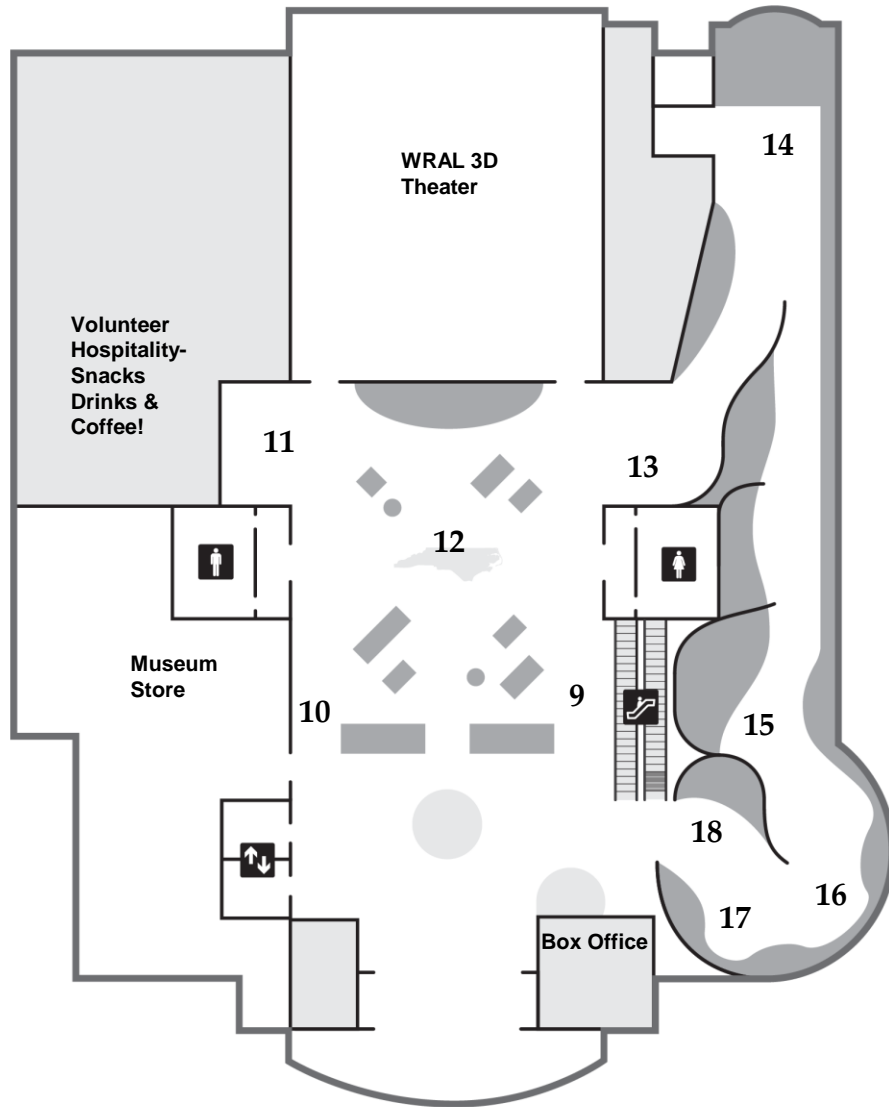 WRAL 3D
Theater
14
Volunteer
Hospitality-
Snacks
Drinks &
Coffee!
11
13
12
Museum
Store
9
10
15
18
16
17
Box Office